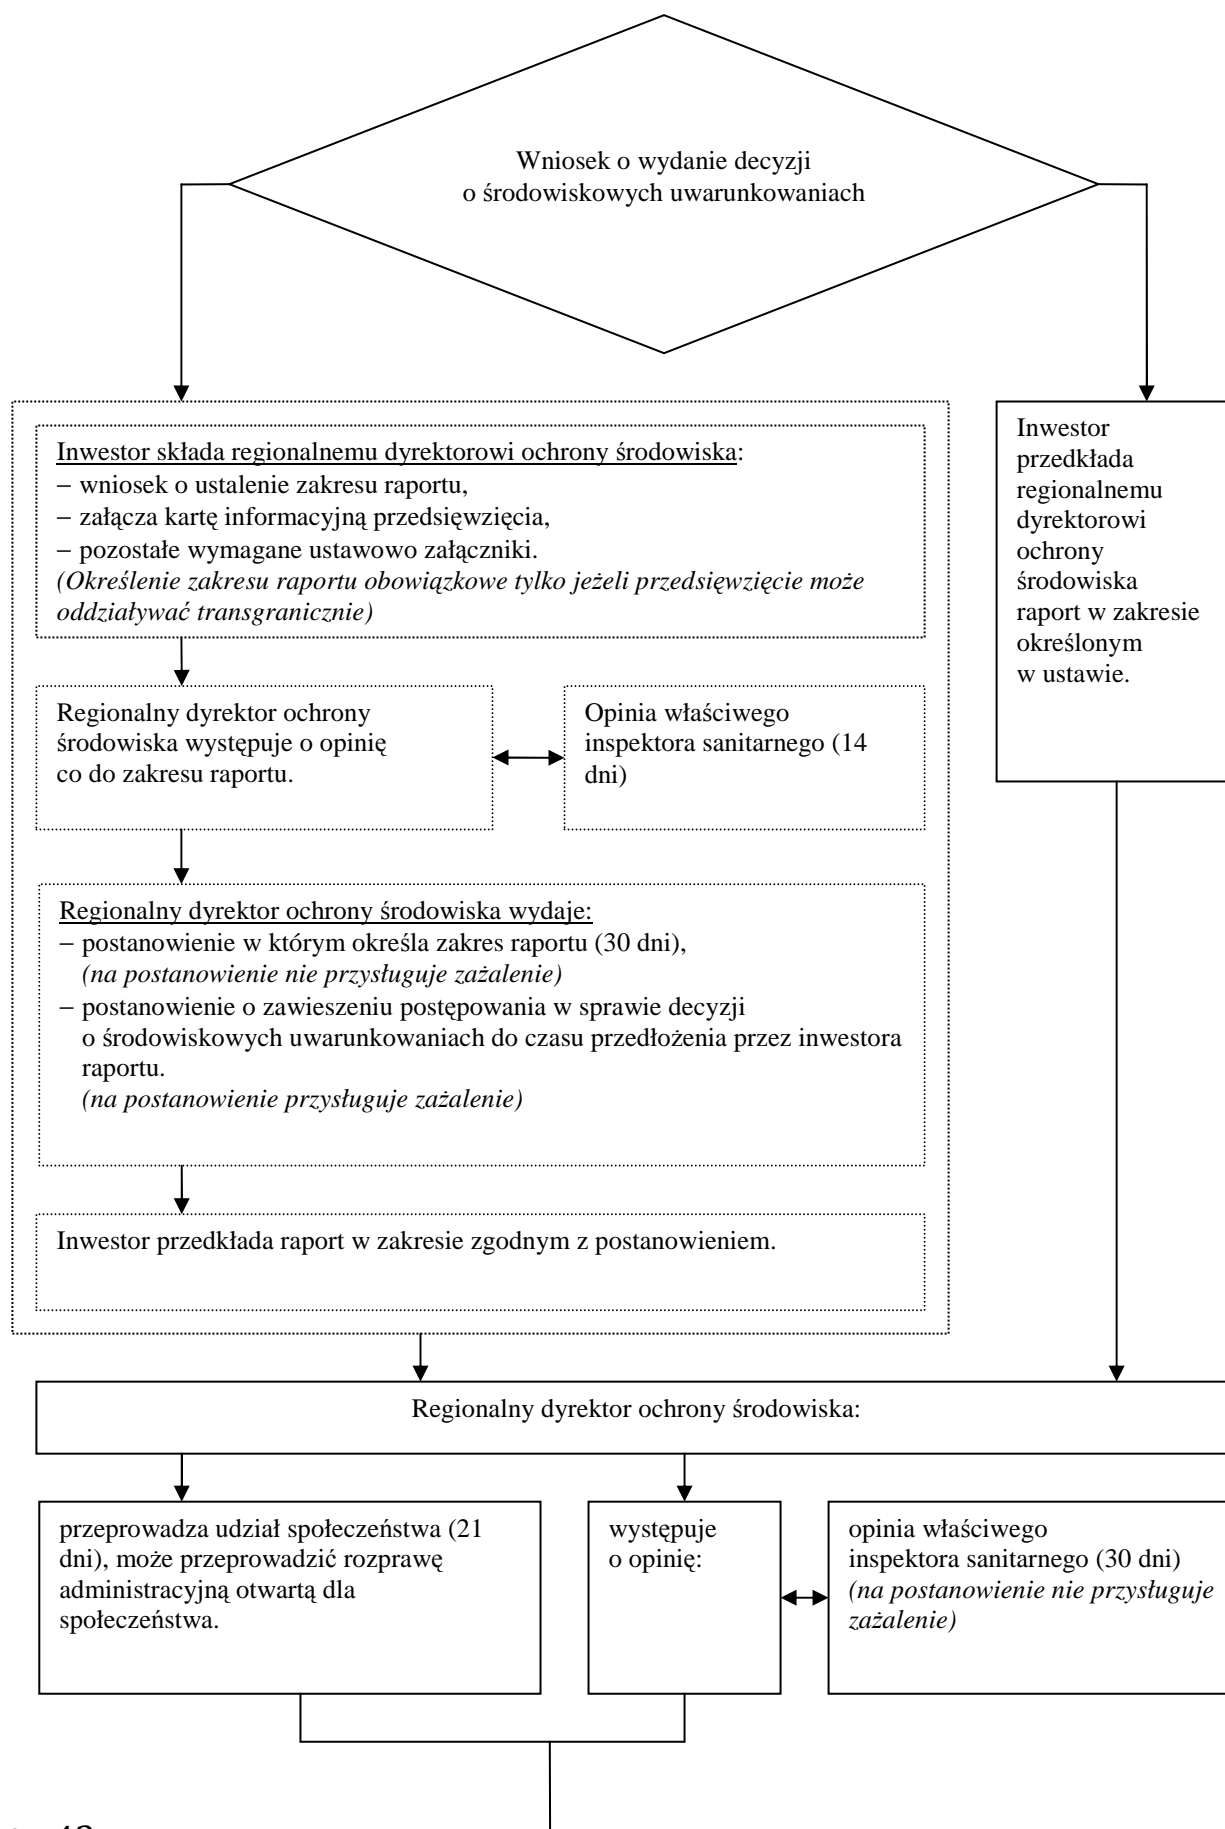 Wniosek o wydanie decyzji
o środowiskowych uwarunkowaniach
Inwestor składa regionalnemu dyrektorowi ochrony środowiska:
– wniosek o ustalenie zakresu raportu,
– załącza kartę informacyjną przedsięwzięcia,
– pozostałe wymagane ustawowo załączniki.
(Określenie zakresu raportu obowiązkowe tylko jeżeli przedsięwzięcie może
oddziaływać transgranicznie)
Inwestor
przedkłada
regionalnemu
dyrektorowi
ochrony
środowiska
raport w zakresie
określonym
w ustawie.
Regionalny dyrektor ochrony
środowiska występuje o opinię
co do zakresu raportu.
Opinia właściwego
inspektora sanitarnego (14
dni)
Regionalny dyrektor ochrony środowiska wydaje:
– postanowienie w którym określa zakres raportu (30 dni),
(na postanowienie nie przysługuje zażalenie)
– postanowienie o zawieszeniu postępowania w sprawie decyzji
o środowiskowych uwarunkowaniach do czasu przedłożenia przez inwestora
raportu.
(na postanowienie przysługuje zażalenie)
Inwestor przedkłada raport w zakresie zgodnym z postanowieniem.
Regionalny dyrektor ochrony środowiska:
przeprowadza udział społeczeństwa (21
dni), może przeprowadzić rozprawę
administracyjną otwartą dla
społeczeństwa.
występuje
o opinię:
opinia właściwego
inspektora sanitarnego (30 dni)
(na postanowienie nie przysługuje
zażalenie)